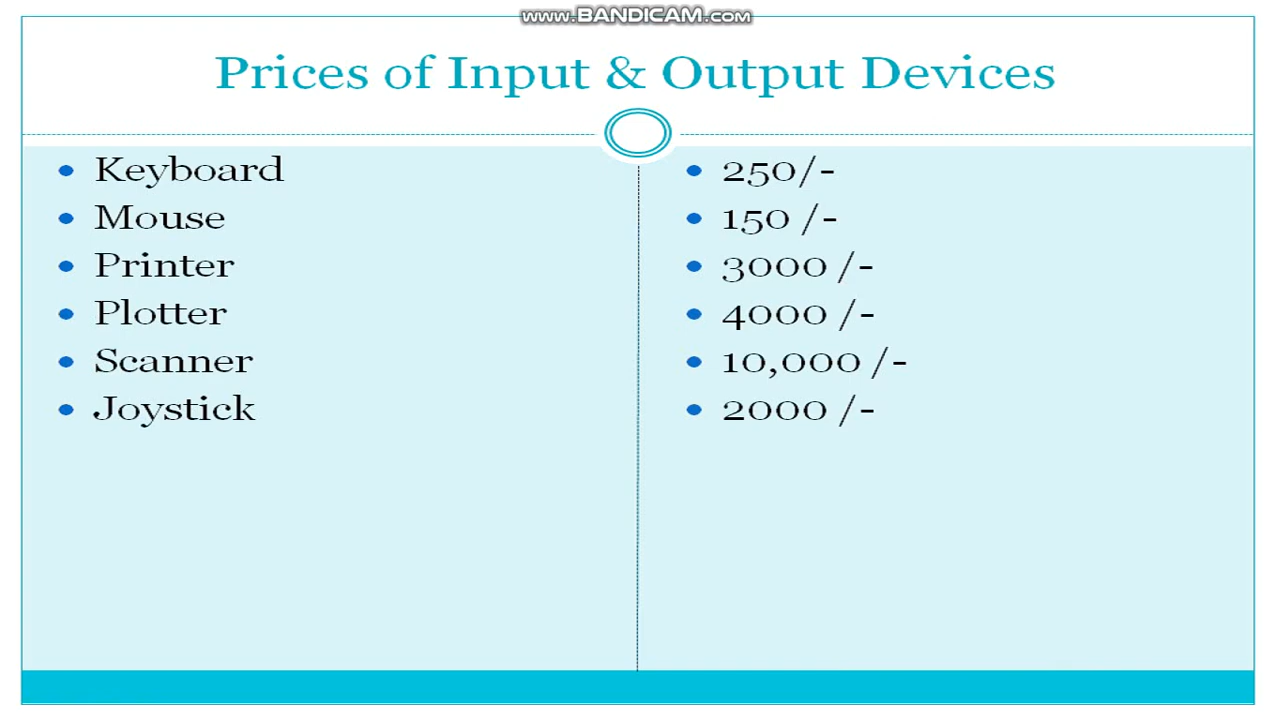 www.BANDICAM.com
Prices of Input & Output Devices
• Keyboard
• Mouse
• Printer
• Plotter
• Scanner
• Joystick
• 250/-
• 150 /-
• 3000 /-
• 4000 /-
• 10,000 /-
• 2000 /-